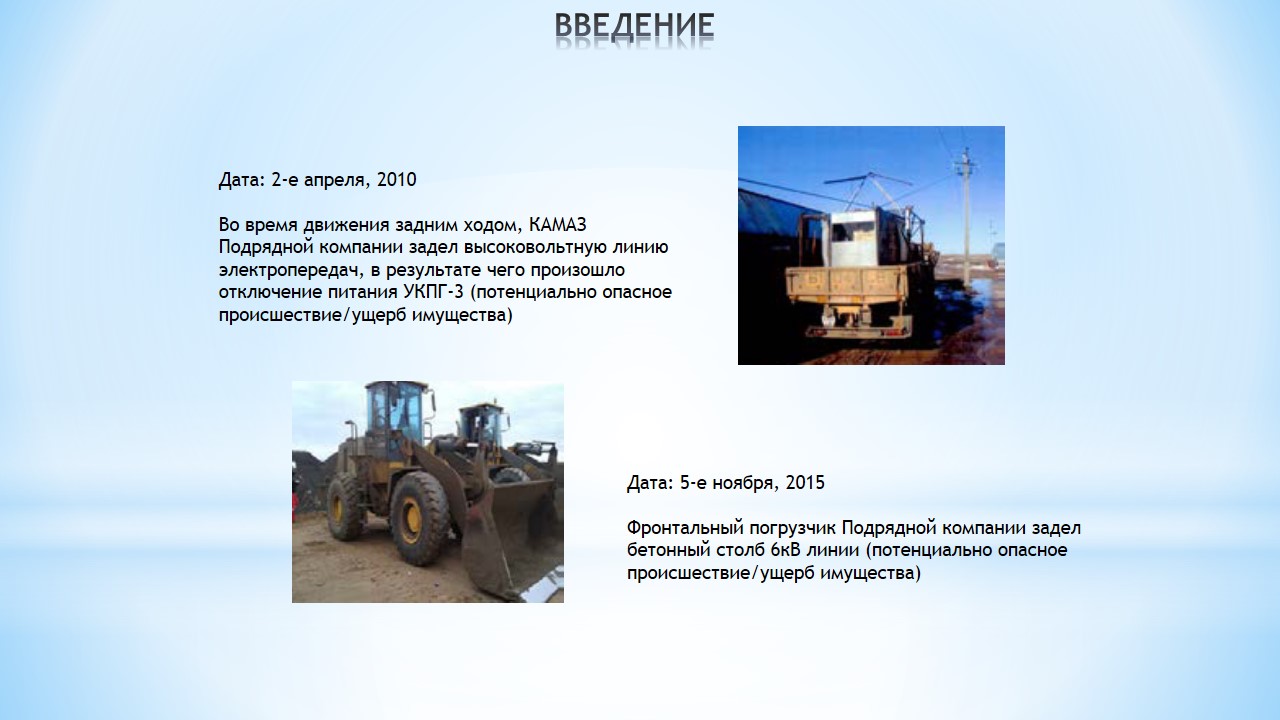 ВВЕДЕНИЕ
Дата: 2-е апреля, 2010
Во время движения задним ходом, КАМАЗ
Подрядной компании задел высоковольтную линию
электропередач, в результате чего произошло
отключение питания УКПГ-3 (потенциально опасное
происшествие/ущерб имущества)
Дата: 5-е ноября, 2015
Фронтальный погрузчик Подрядной компании задел
бетонный столб 6кВ линии (потенциально опасное
происшествие/ущерб имущества)